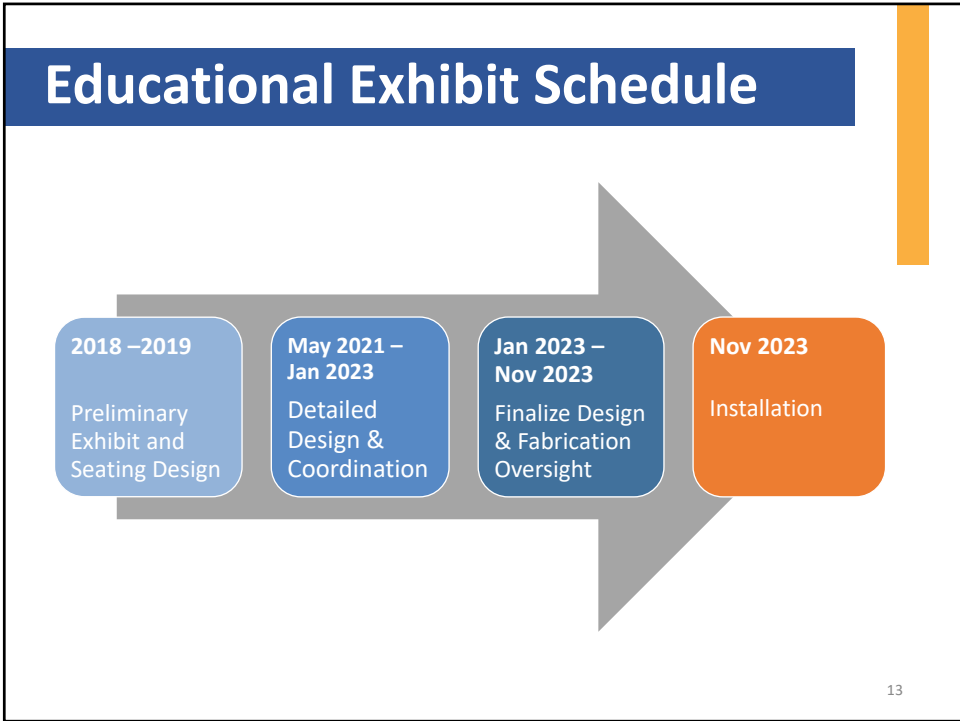 Educational Exhibit Schedule
2018 –2019
Preliminary
Exhibit and
Seating Design
May 2021 –
Jan 2023
Detailed
Design &
Coordination
Jan 2023 –
Nov 2023
Finalize Design
& Fabrication
Oversight
Nov 2023
Installation
13